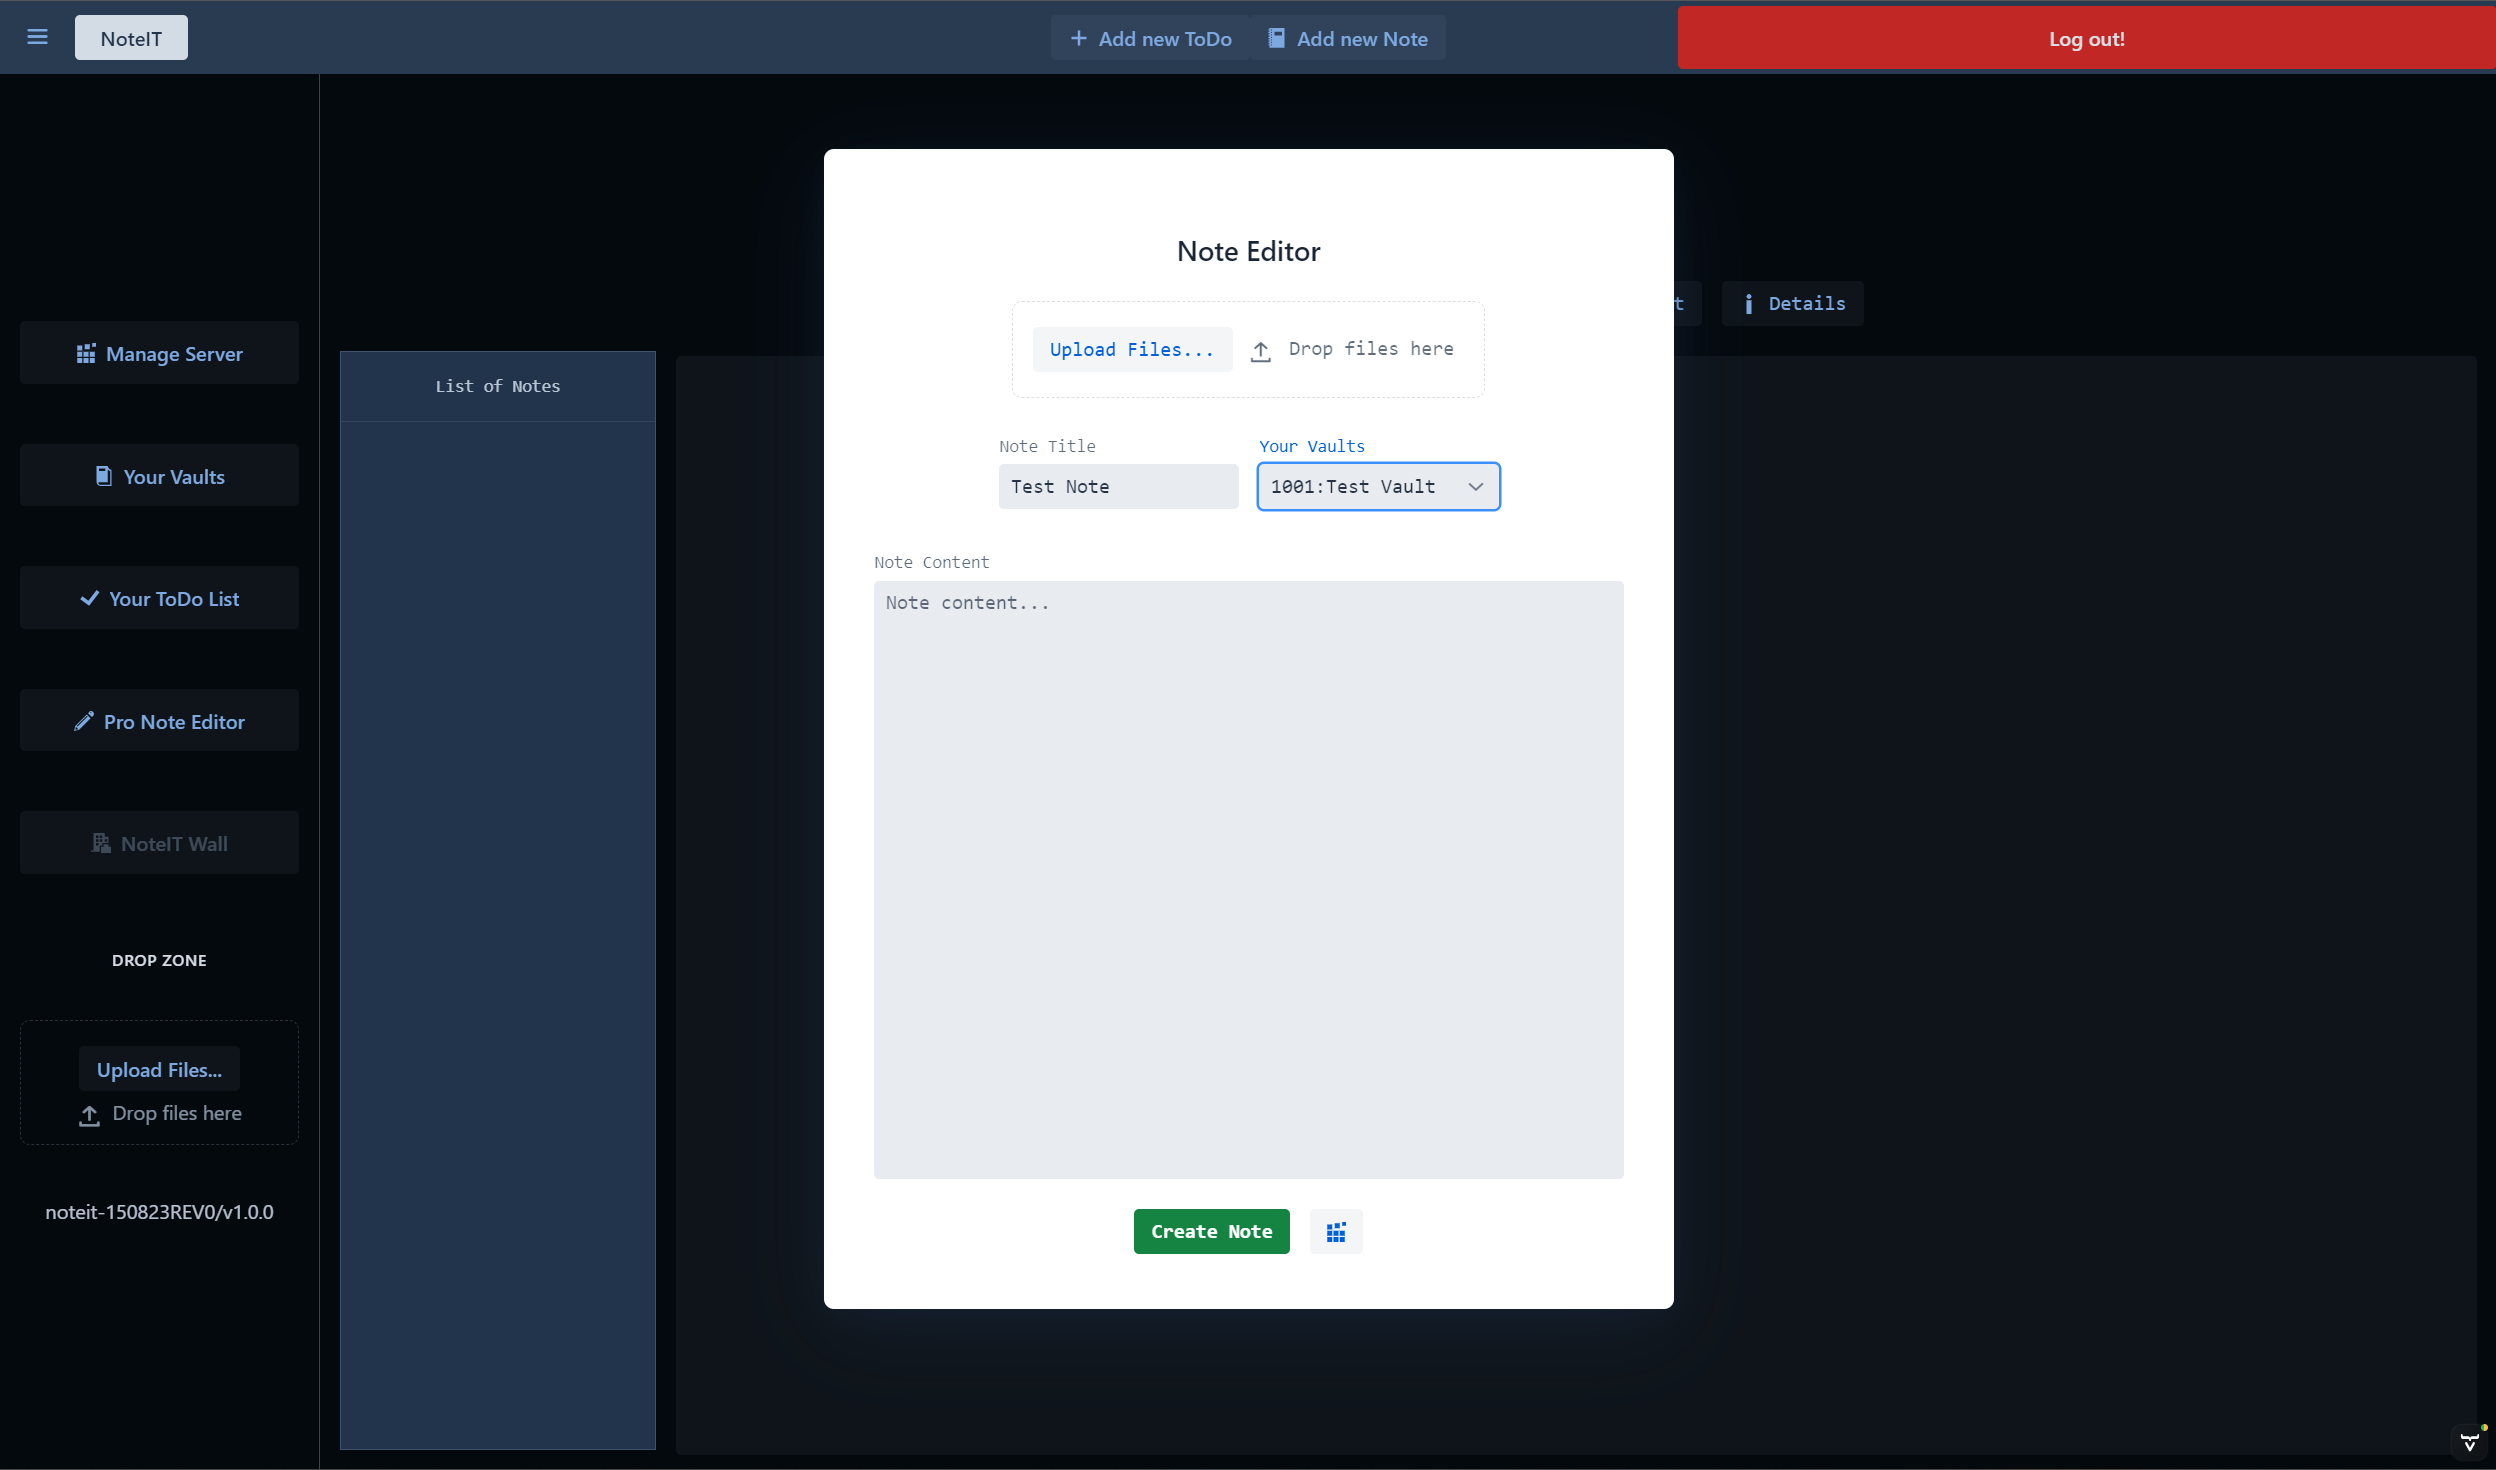 NoteIT
Add new ToDo
Add new Note
Log out!
Manage Server
Your Vaults
Your ToDo List
Pro Note Editor
NoteIT Wall
DROP ZONE
Upload Files...
Drop files here
noteit-150823REV0/v1.0.0
List of Notes
t
Details
Note Editor
Upload Files...
Drop files here
Note Title
Your Vaults
Test Note
1001:Test Vault
Note Content
Note content...
Create Note